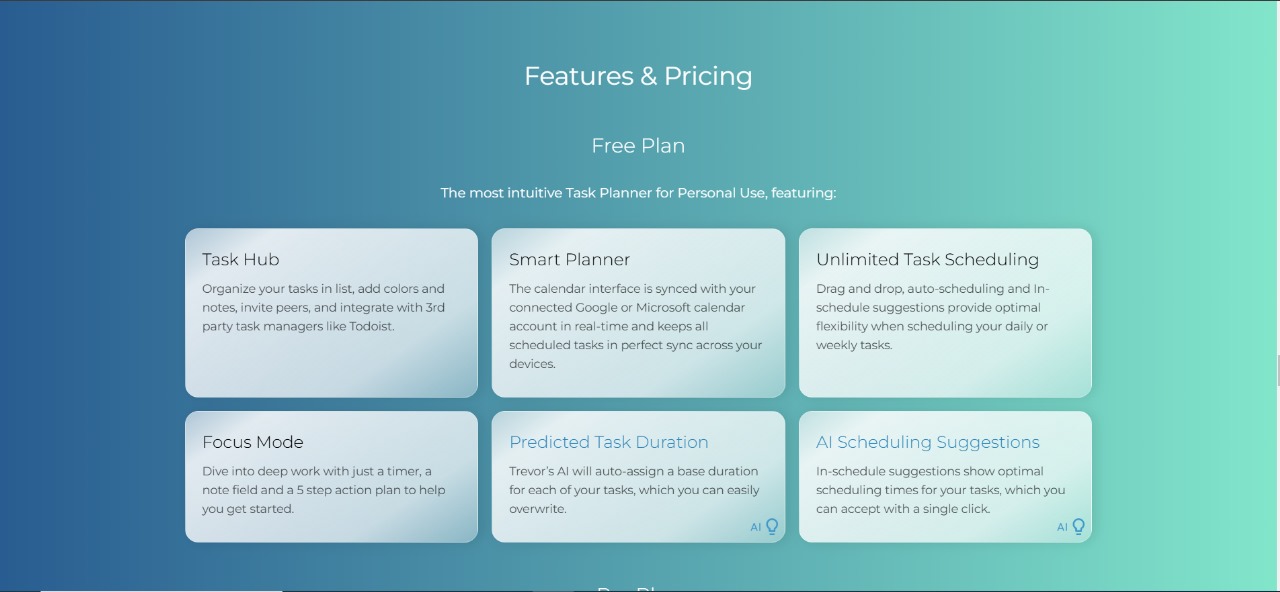 Features & Pricing
Free Plan
The most intuitive Task Planner for Personal Use, featuring:
Task Hub
Organize your tasks in list, add colors and
notes, invite peers, and integrate with 3rd
party task managers like Todoist.
Smart Planner
The calendar interface is synced with your
connected Google or Microsoft calendar
account in real-time and keeps all
scheduled tasks in perfect sync across your
devices.
Unlimited Task Scheduling
Drag and drop, auto-scheduling and In-
schedule suggestions provide optimal
flexibility when scheduling your daily or
weekly tasks.
Focus Mode
Dive into deep work with just a timer, a
note field and a 5 step action plan to help
you get started.
Predicted Task Duration
Trevor's AI will auto-assign a base duration
for each of your tasks, which you can easily
overwrite.
AI
AI Scheduling Suggestions
In-schedule suggestions show optimal
scheduling times for your tasks, which you
can accept with a single click.
AI